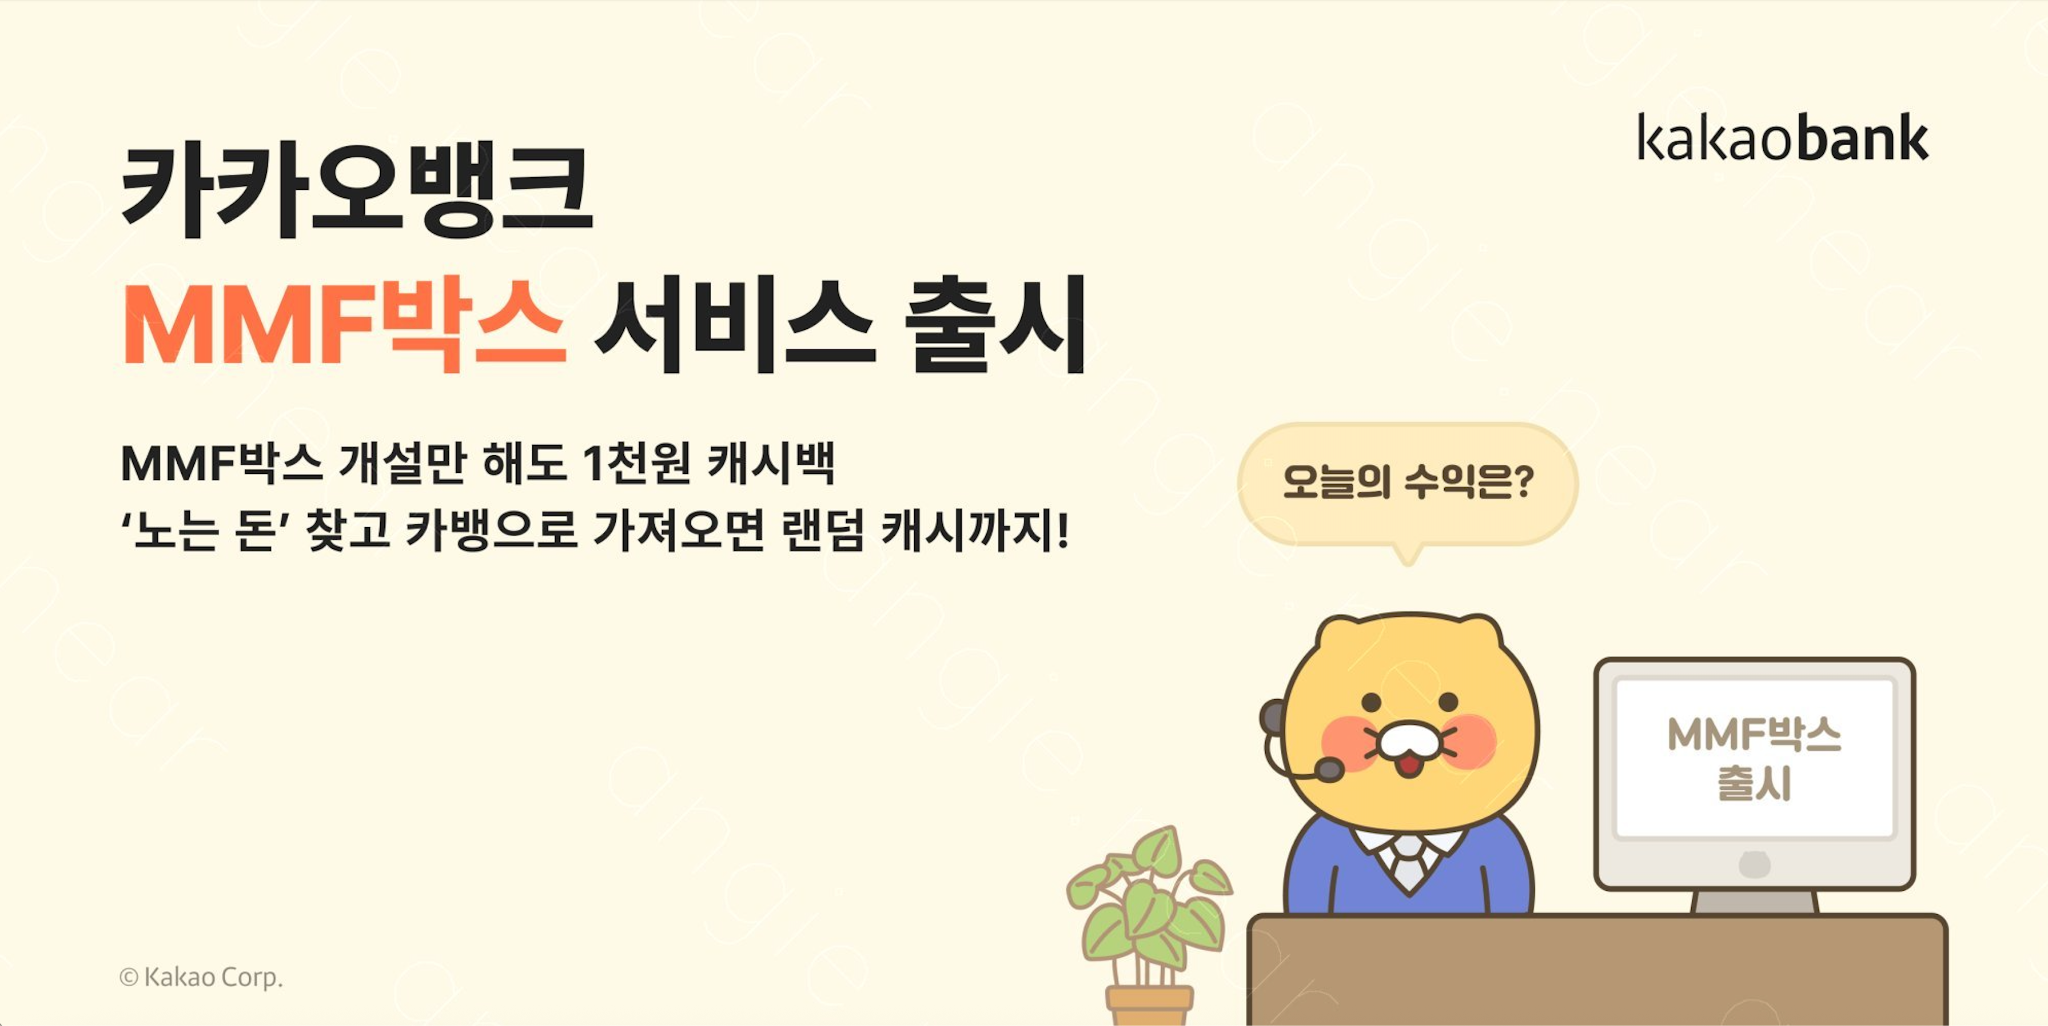 카카오뱅크
MMF박스 서비스 출시
kakaobank
MMF박스 개설만 해도 1천원 캐시백
‘노는 돈’ 찾고 카뱅으로 가져오면 랜덤 캐시까지!
오늘의 수익은?
MMF박스
출시
© Kakao Corp.